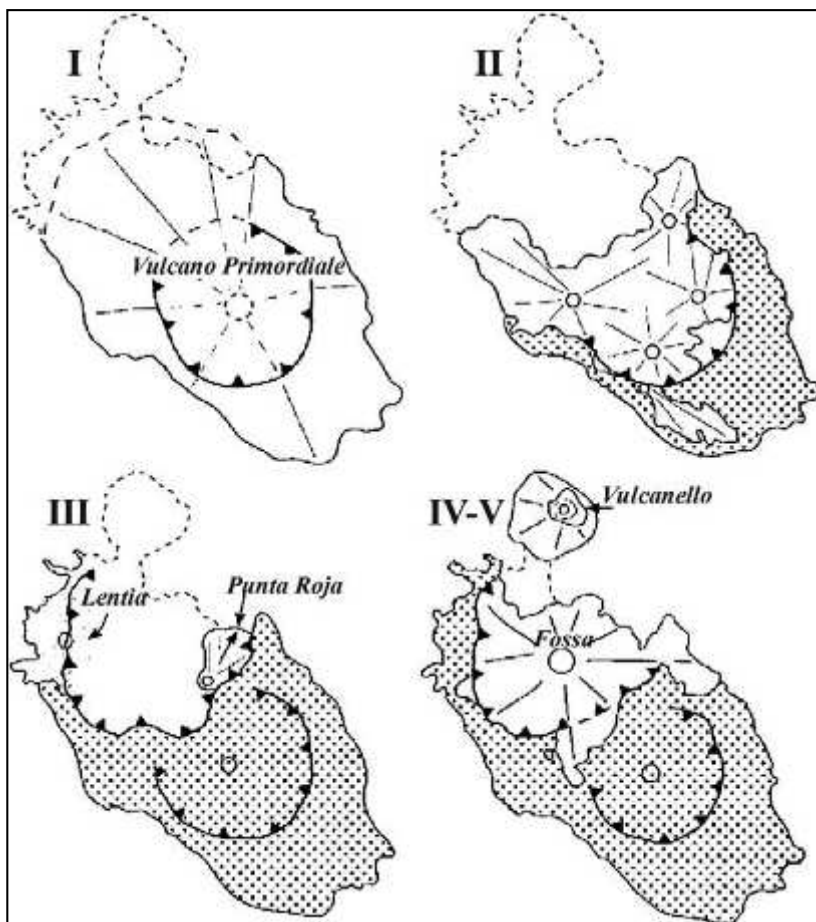 I
II
Vulcano Primordiale
III
Lentia
Punta Roja
IV-V
Vulcanello
Fossa